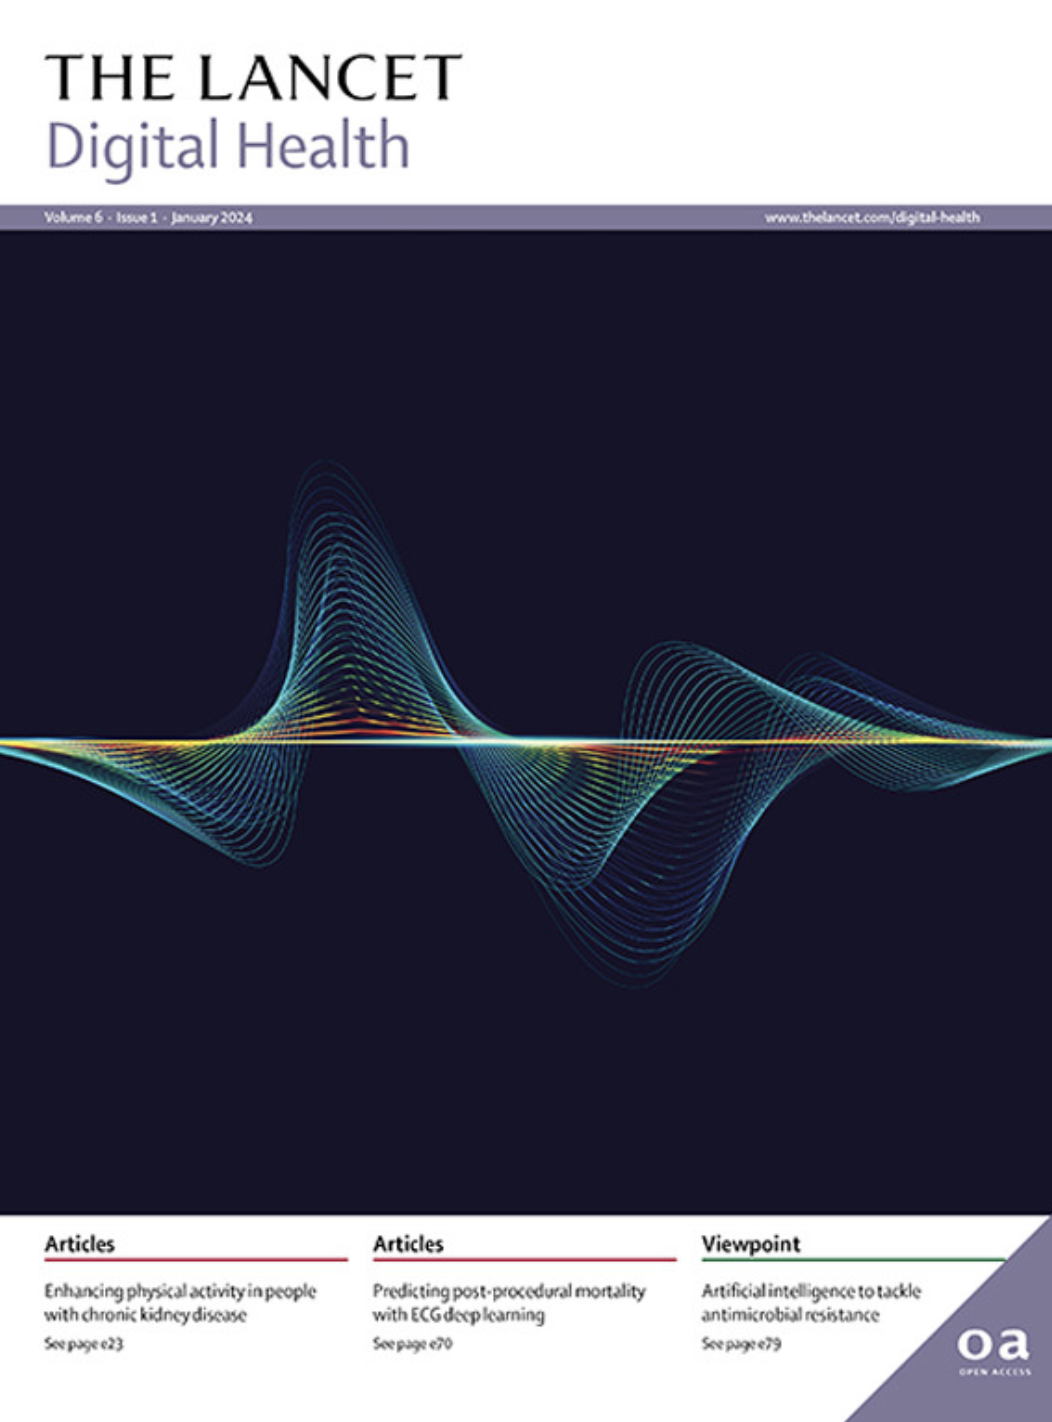 THE LANCET
Digital Health
Volume 6 · Issue 1 · January 2024
www.thelancet.com/digital-health
Articles
Enhancing physical activity in people
with chronic kidney disease
See page e23
Articles
Predicting post-procedural mortality
with ECG deep learning
See page e70
Viewpoint
Artificial intelligence to tackle
antimicrobial resistance
See page e79
oa
OPEN ACCESS